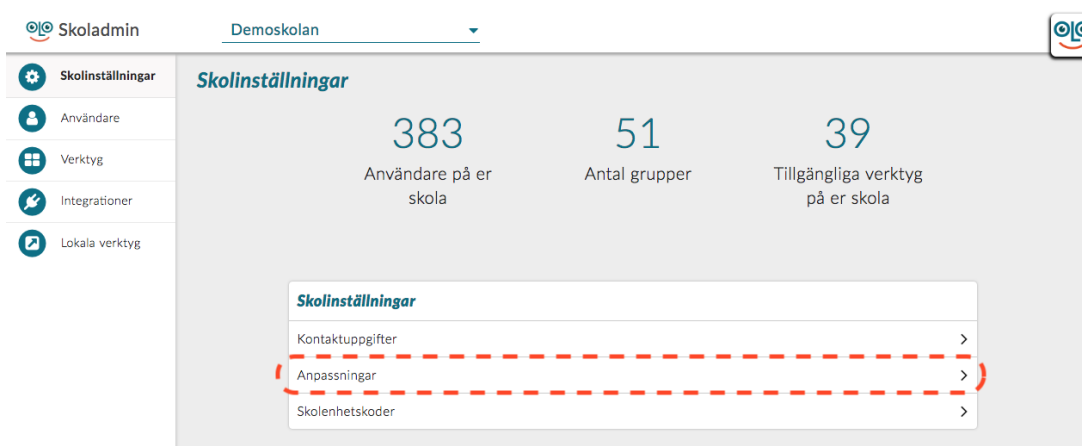 Skoladmin
Demoskolan
Skolinställningar
Användare
Verktyg
Integrationer
Lokala verktyg
Skolinställningar
383
Användare på er
skola
51
Antal grupper
39
Tillgängliga verktyg
på er skola
Skolinställningar
Kontaktuppgifter
Anpassningar
Skolenhetskoder